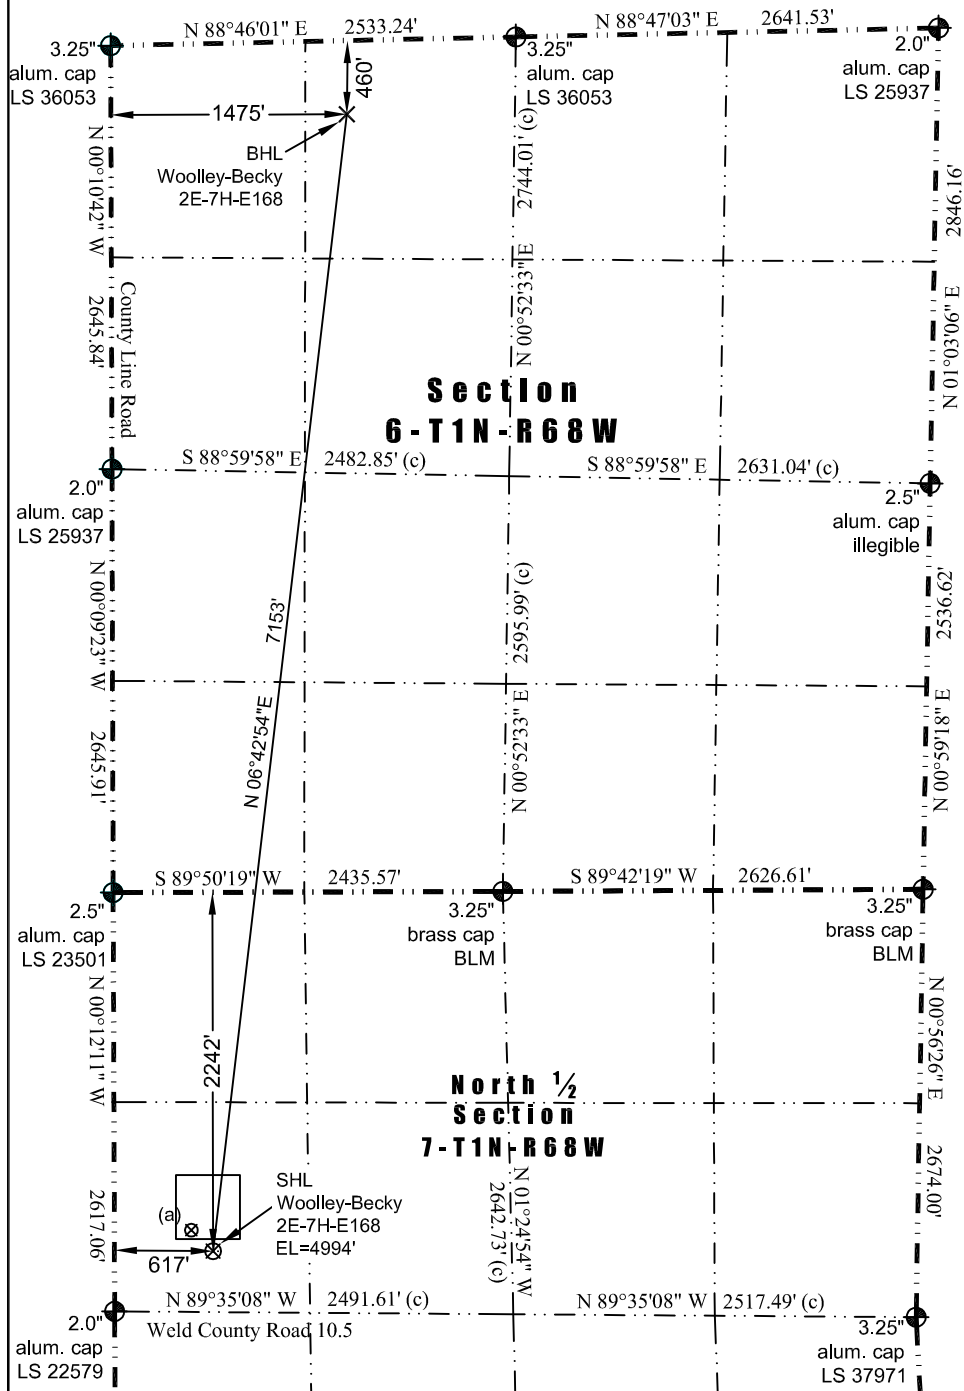 N 88°46'01" E 2533.24' N 88°47'03" E 2641.53'
3.25"
alum. cap
LS 36053
460'
3.25"
alum. cap
LS 36053
2.0"
alum. cap
LS 25937
1475'
BHL
Woolley-Becky
2E-7H-E168
N 00°10'42" W
2645.84'
County Line Road
N 00°52'33" E 2744.01' (c)
N 01°03'06" E 2846.16'
Section
6-T1N-R68W
S 88°59'58" E 2482.85' (c) S 88°59'58" E 2631.04' (c)
2.0"
alum. cap
LS 25937
2.5"
alum. cap
illegible
N 00°09'23" W
2645.91'
N 06°42'54"E 7153'
N 00°52'33" E 2595.99' (c)
N 00°59'18" E 2536.62'
S 89°50'19" W 2435.57' S 89°42'19" W 2626.61'
2.5"
alum. cap
LS 23501
3.25"
brass cap
BLM
3.25"
brass cap
BLM
N 00°12'11" W
2617.06'
2242'
N 00°56'26" E
2674.00'
North ½
Section
7-T1N-R68W
N 01°24'54" W
2642.73' (c)
(a)
SHL
Woolley-Becky
2E-7H-E168
EL=4994'
617'
N 89°35'08" W 2491.61' (c) N 89°35'08" W 2517.49' (c)
2.0"
alum. cap
LS 22579
Weld County Road 10.5
3.25"
alum. cap
LS 37971